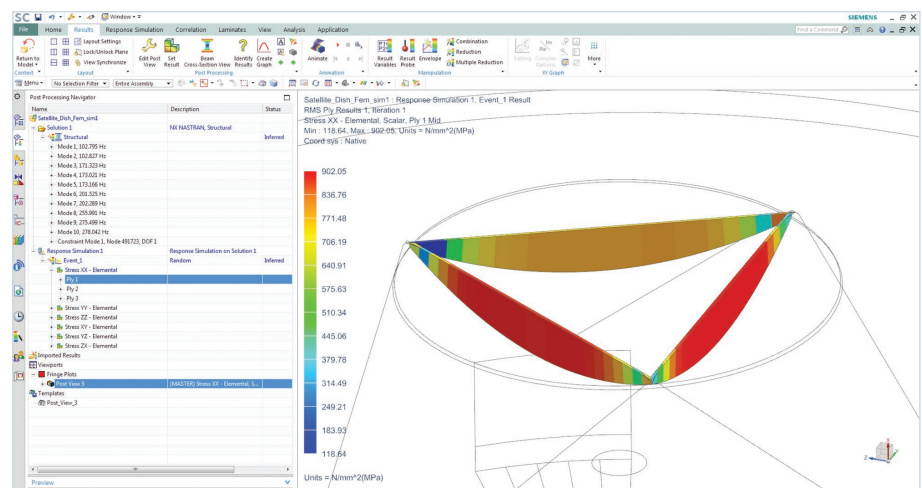 SC Window
SIEMENS
File Home Results Response Simulation Correlation Laminates View Analysis Application
Find a Command
Layout Settings
Lock/Unlock Plane
View Synchronize
Return to Model
Edit Post View
Set Result
Beam Cross-Section View
Identify Results
Create Graph
Animate
Result Variables
Result Probe
Envelope
Combination
Reduction
Multiple Reduction
Editing
Complex Options
More
Context Layout Post Processing Animation Manipulation XY Graph
Menu No Selection Filter Entire Assembly
Post Processing Navigator
Name Description Status
Satellite_Dish_Fem_sim1
Solution 1 NX NASTRAN, Structural
Structural Inferred
Mode 1, 102.795 Hz
Mode 2, 102.827 Hz
Mode 3, 171.323 Hz
Mode 4, 173.021 Hz
Mode 5, 173.166 Hz
Mode 6, 201.525 Hz
Mode 7, 202.289 Hz
Mode 8, 255.991 Hz
Mode 9, 275.499 Hz
Mode 10, 278.042 Hz
Constraint Mode 1, Node 491723, DOF 1
Response Simulation 1 Response Simulation on Solution 1
Event_1 Random Inferred
Stress XX - Elemental
Ply 1
Ply 2
Ply 3
Stress YY - Elemental
Stress ZZ - Elemental
Stress XY - Elemental
Stress YZ - Elemental
Stress ZX - Elemental
Imported Results
Viewports
Fringe Plots
Post View 3 (MASTER) Stress XX - Elemental, S...
Templates
Post_View_3
Preview
Satellite_Dish_Fem_sim1 : Response Simulation 1, Event_1 Result
RMS Ply Results 1, Iteration 1
Stress XX - Elemental, Scalar, Ply 1 Mid
Min : 118.64, Max : 902.05, Units = N/mm^2(MPa)
Coord sys : Native
902.05
836.76
771.48
706.19
640.91
575.63
510.34
445.06
379.78
314.49
249.21
183.93
118.64
Units = N/mm^2(MPa)
Z